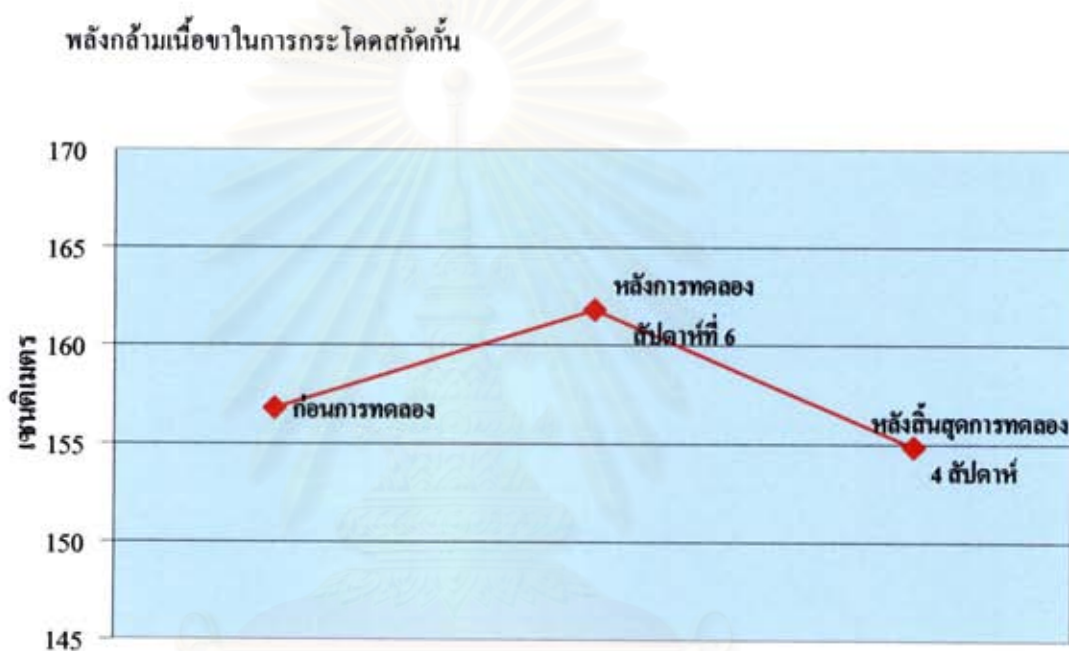 พลังกล้ามเนื้อขาในการกระโดดสกัดกั้น
170
165
160
155
150
145
เซนติเมตร
ก่อนการทดลอง
หลังการทดลอง
สัปดาห์ที่ 6
หลังสิ้นสุดการทดลอง
4 สัปดาห์